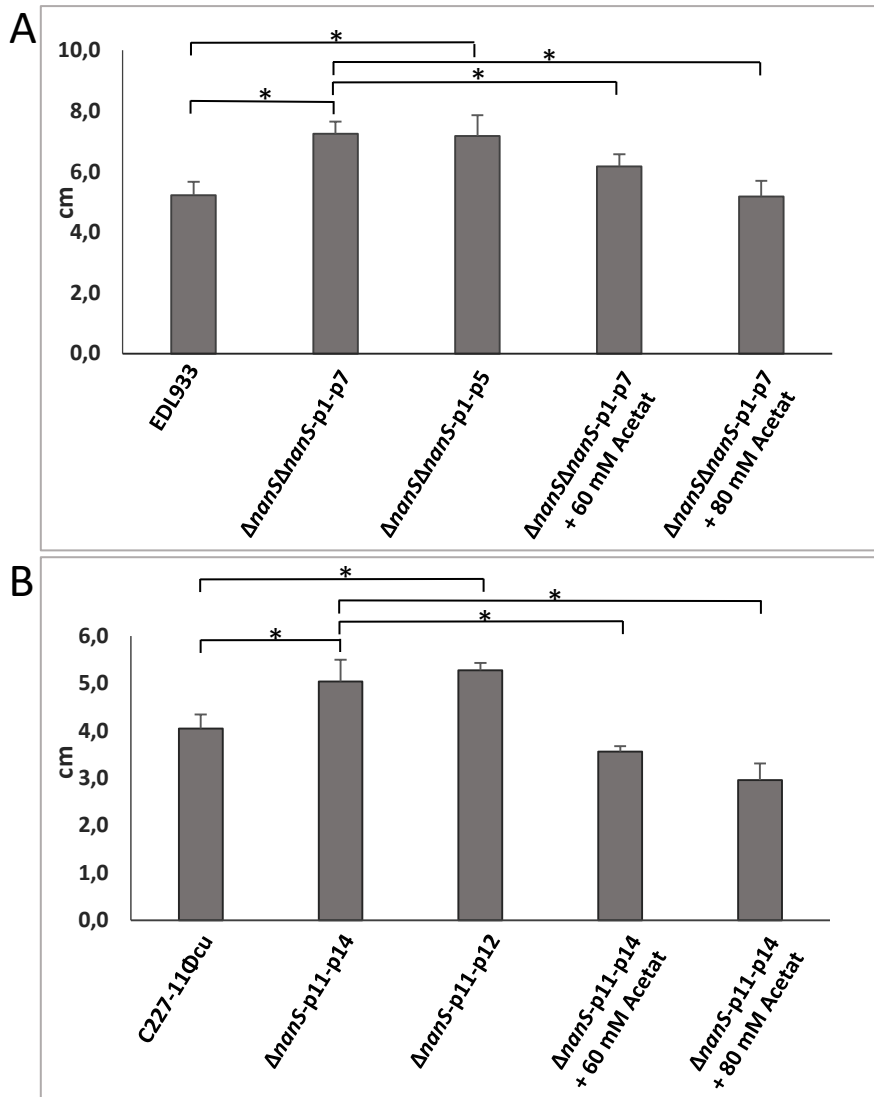 A
*
*
*
*
10,0
8,0
6,0
4,0
2,0
0,0
cm
EDL933
ΔnanSΔnanS-p1-p7
ΔnanSΔnanS-p1-p5
ΔnanSΔnanS-p1-p7
+ 60 mM Acetat
ΔnanSΔnanS-p1-p7
+ 80 mM Acetat
B
*
*
*
*
6,0
5,0
4,0
3,0
2,0
1,0
0,0
cm
C227-11Φcu
ΔnanS-p11-p14
ΔnanS-p11-p12
ΔnanS-p11-p14
+ 60 mM Acetat
ΔnanS-p11-p14
+ 80 mM Acetat